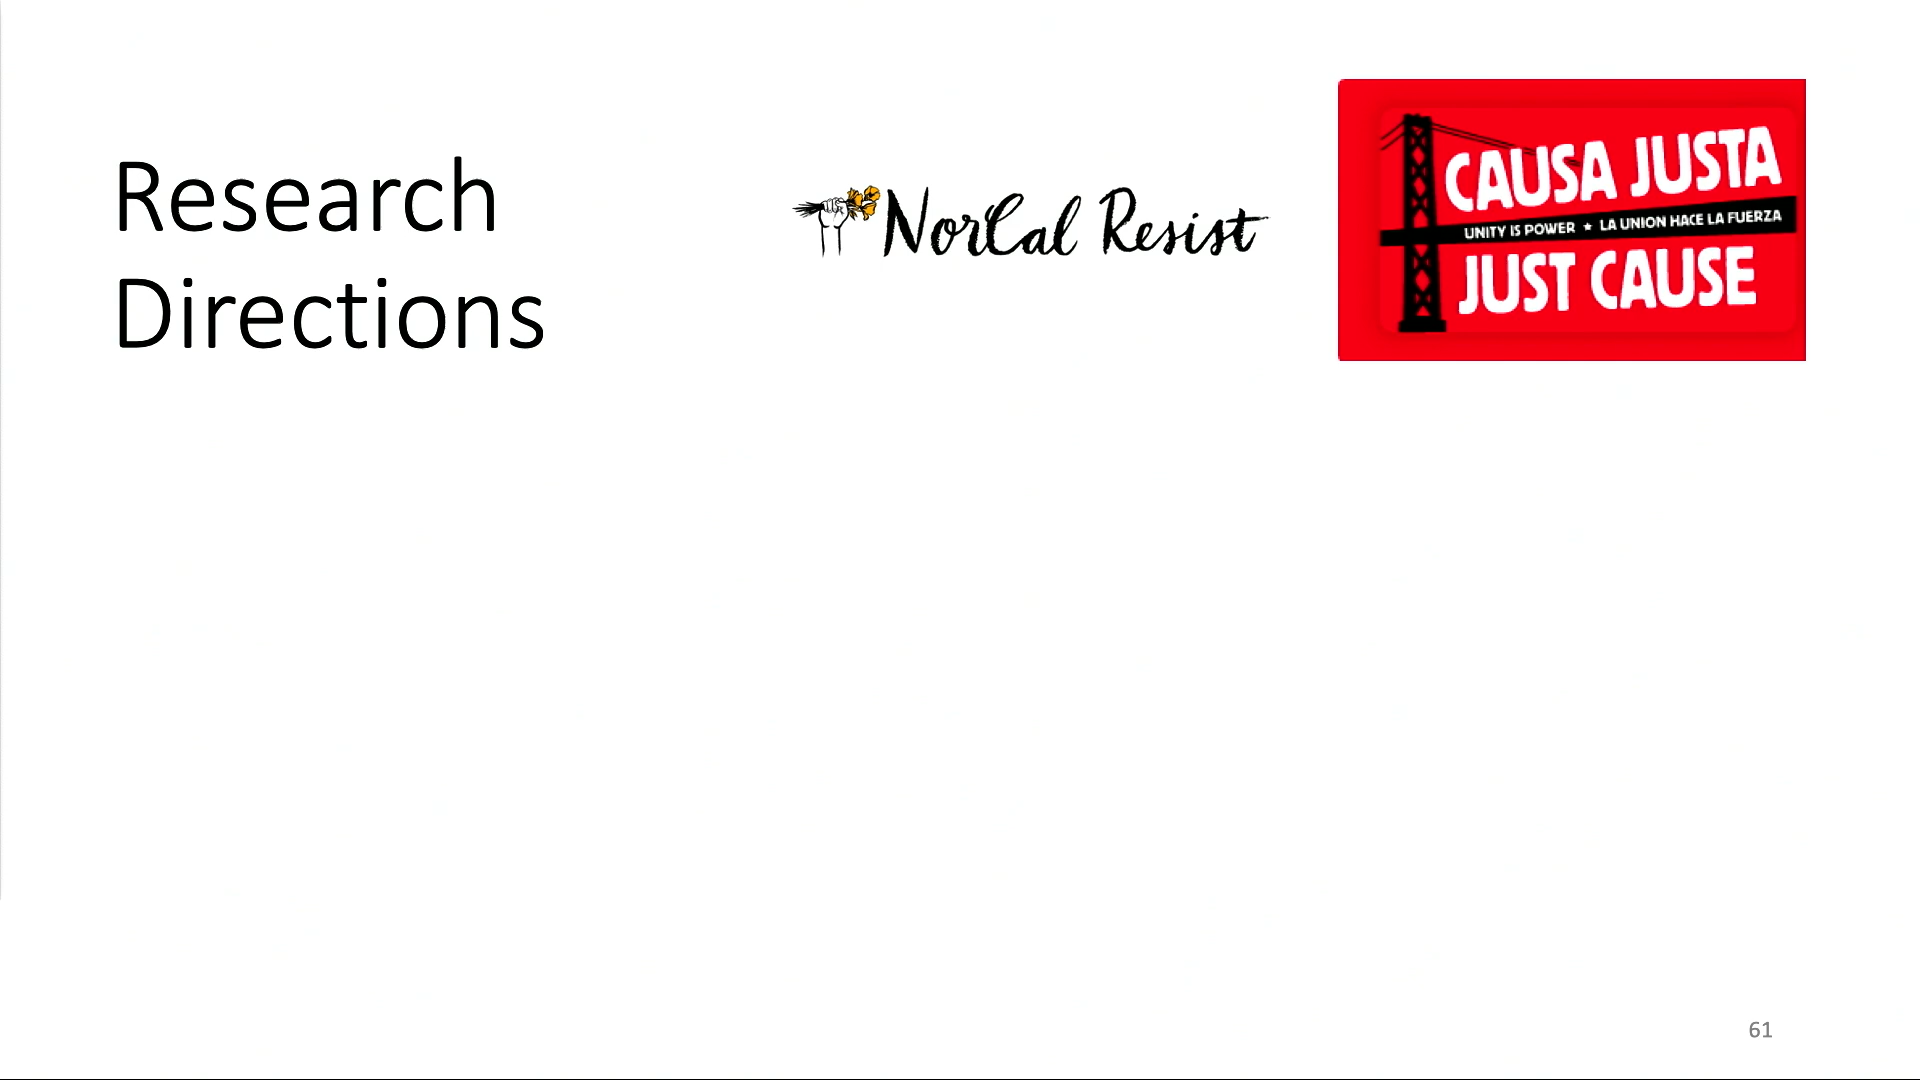 Research
Directions
NorCal Resist
CAUSA JUSTA
UNITY IS POWER ★ LA UNION HACE LA FUERZA
JUST CAUSE
61